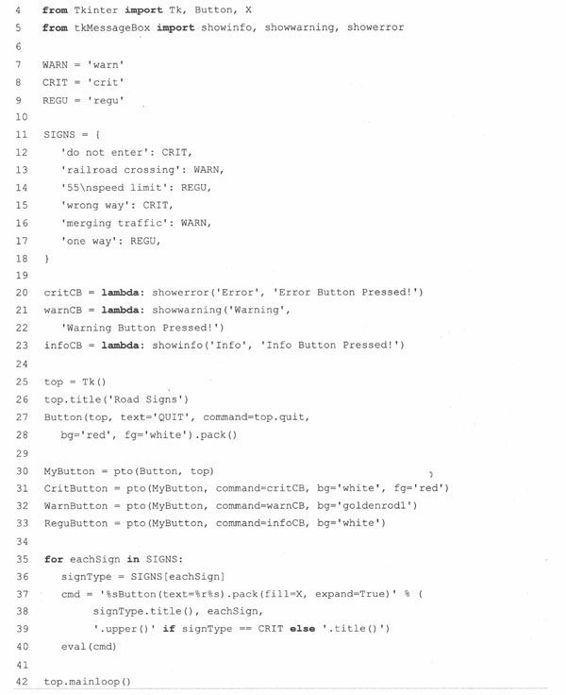 4 from Tkinter import Tk, Button, X
5 from tkMessageBox import showinfo, showwarning, showerror
6
7 WARN = 'warn'
8 CRIT = 'crit'
9 REGU = 'regu'
10
11 SIGNS = {
12 'do not enter': CRIT,
13 'railroad crossing': WARN,
14 '55\nspeed limit': REGU,
15 'wrong way': CRIT,
16 'merging traffic': WARN,
17 'one way': REGU,
18 }
19
20 critCB = lambda: showerror('Error', 'Error Button Pressed!')
21 warnCB = lambda: showwarning('Warning',
22 'Warning Button Pressed!')
23 infoCB = lambda: showinfo('Info', 'Info Button Pressed!')
24
25 top = Tk()
26 top.title('Road Signs')
27 Button(top, text='QUIT', command=top.quit,
28 bg='red', fg='white').pack()
29
30 MyButton = pto(Button, top)
31 CritButton = pto(MyButton, command=critCB, bg='white', fg='red')
32 WarnButton = pto(MyButton, command=warnCB, bg='goldenrod1')
33 ReguButton = pto(MyButton, command=infoCB, bg='white')
34
35 for eachSign in SIGNS:
36 signType = SIGNS[eachSign]
37 cmd = '%sButton(text=%r%s).pack(fill=X, expand=True)' % (
38 signType.title(), eachSign,
39 '.upper()' if signType == CRIT else '.title()')
40 eval(cmd)
41
42 top.mainloop()